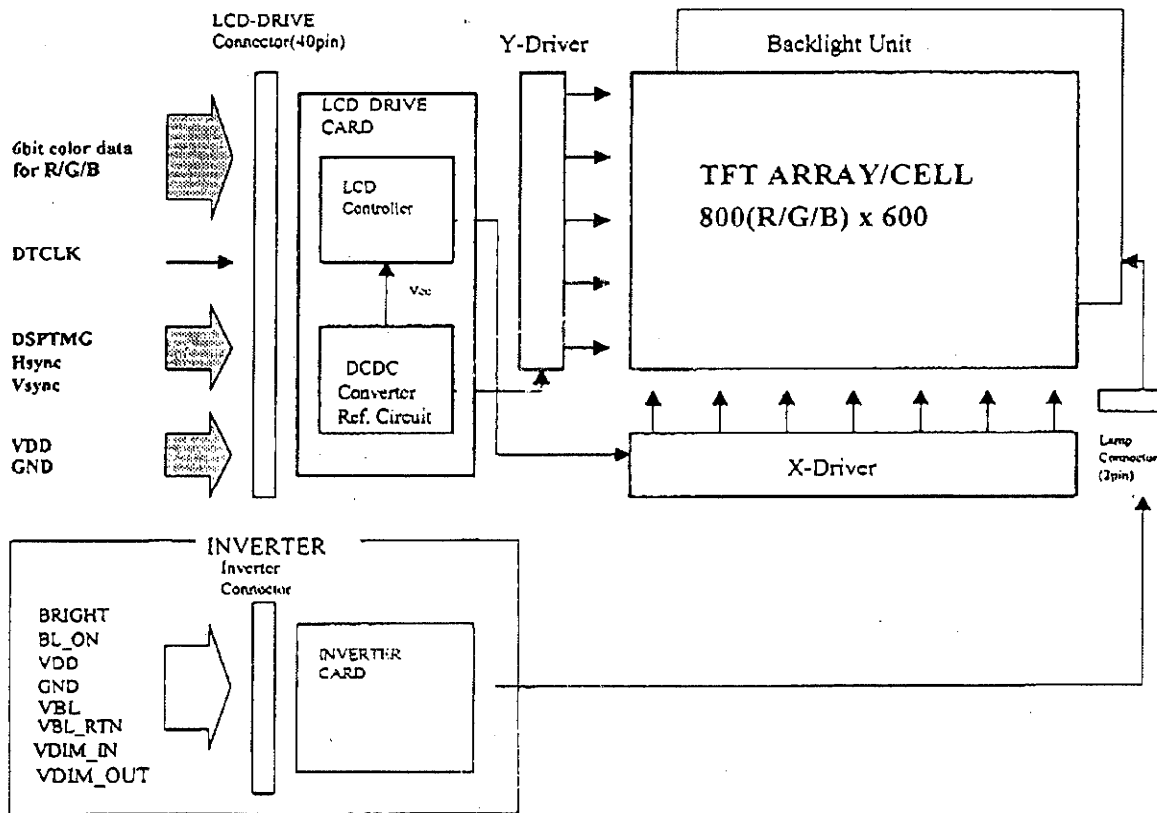 LCD-DRIVE
Connector(40pin)
Y-Driver
Backlight Unit
LCD DRIVE
CARD
6bit color data
for R/G/B
LCD
Controller
TFT ARRAY/CELL
800(R/G/B) x 600
DTCLK
Vcc
DSPTMG
Hsync
Vsync
DCDC
Converter
Ref. Circuit
VDD
GND
X-Driver
Lamp
Connector
(2pin)
INVERTER
Inverter
Connector
BRIGHT
BL_ON
VDD
GND
VBL
VBL_RTN
VDIM_IN
VDIM_OUT
INVERTER
CARD